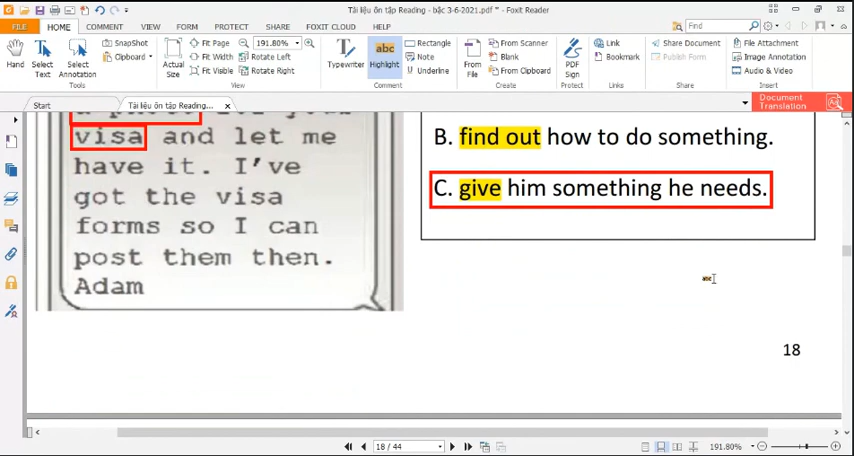 Tài liệu ôn tập Reading - bậc 3-6-2021.pdf * - Foxit Reader
FILE HOME COMMENT VIEW FORM PROTECT SHARE FOXIT CLOUD HELP
Find
Hand
Select Text
Select Annotation
SnapShot
Clipboard
Actual Size
Fit Page
Fit Width
Fit Visible
191.80%
Rotate Left
Rotate Right
Typewriter
Highlight
Rectangle
Note
Underline
From File
From Scanner
Blank
From Clipboard
PDF Sign
Link
Bookmark
Share Document
Publish Form
File Attachment
Image Annotation
Audio & Video
Tools View Comment Create Protect Links Share Insert
Start
Tài liệu ôn tập Reading...
Document Translation
visa and let me
have it. I've
got the visa
forms so I can
post them then.
Adam
B. find out how to do something.
C. give him something he needs.
18
18 / 44
191.80%